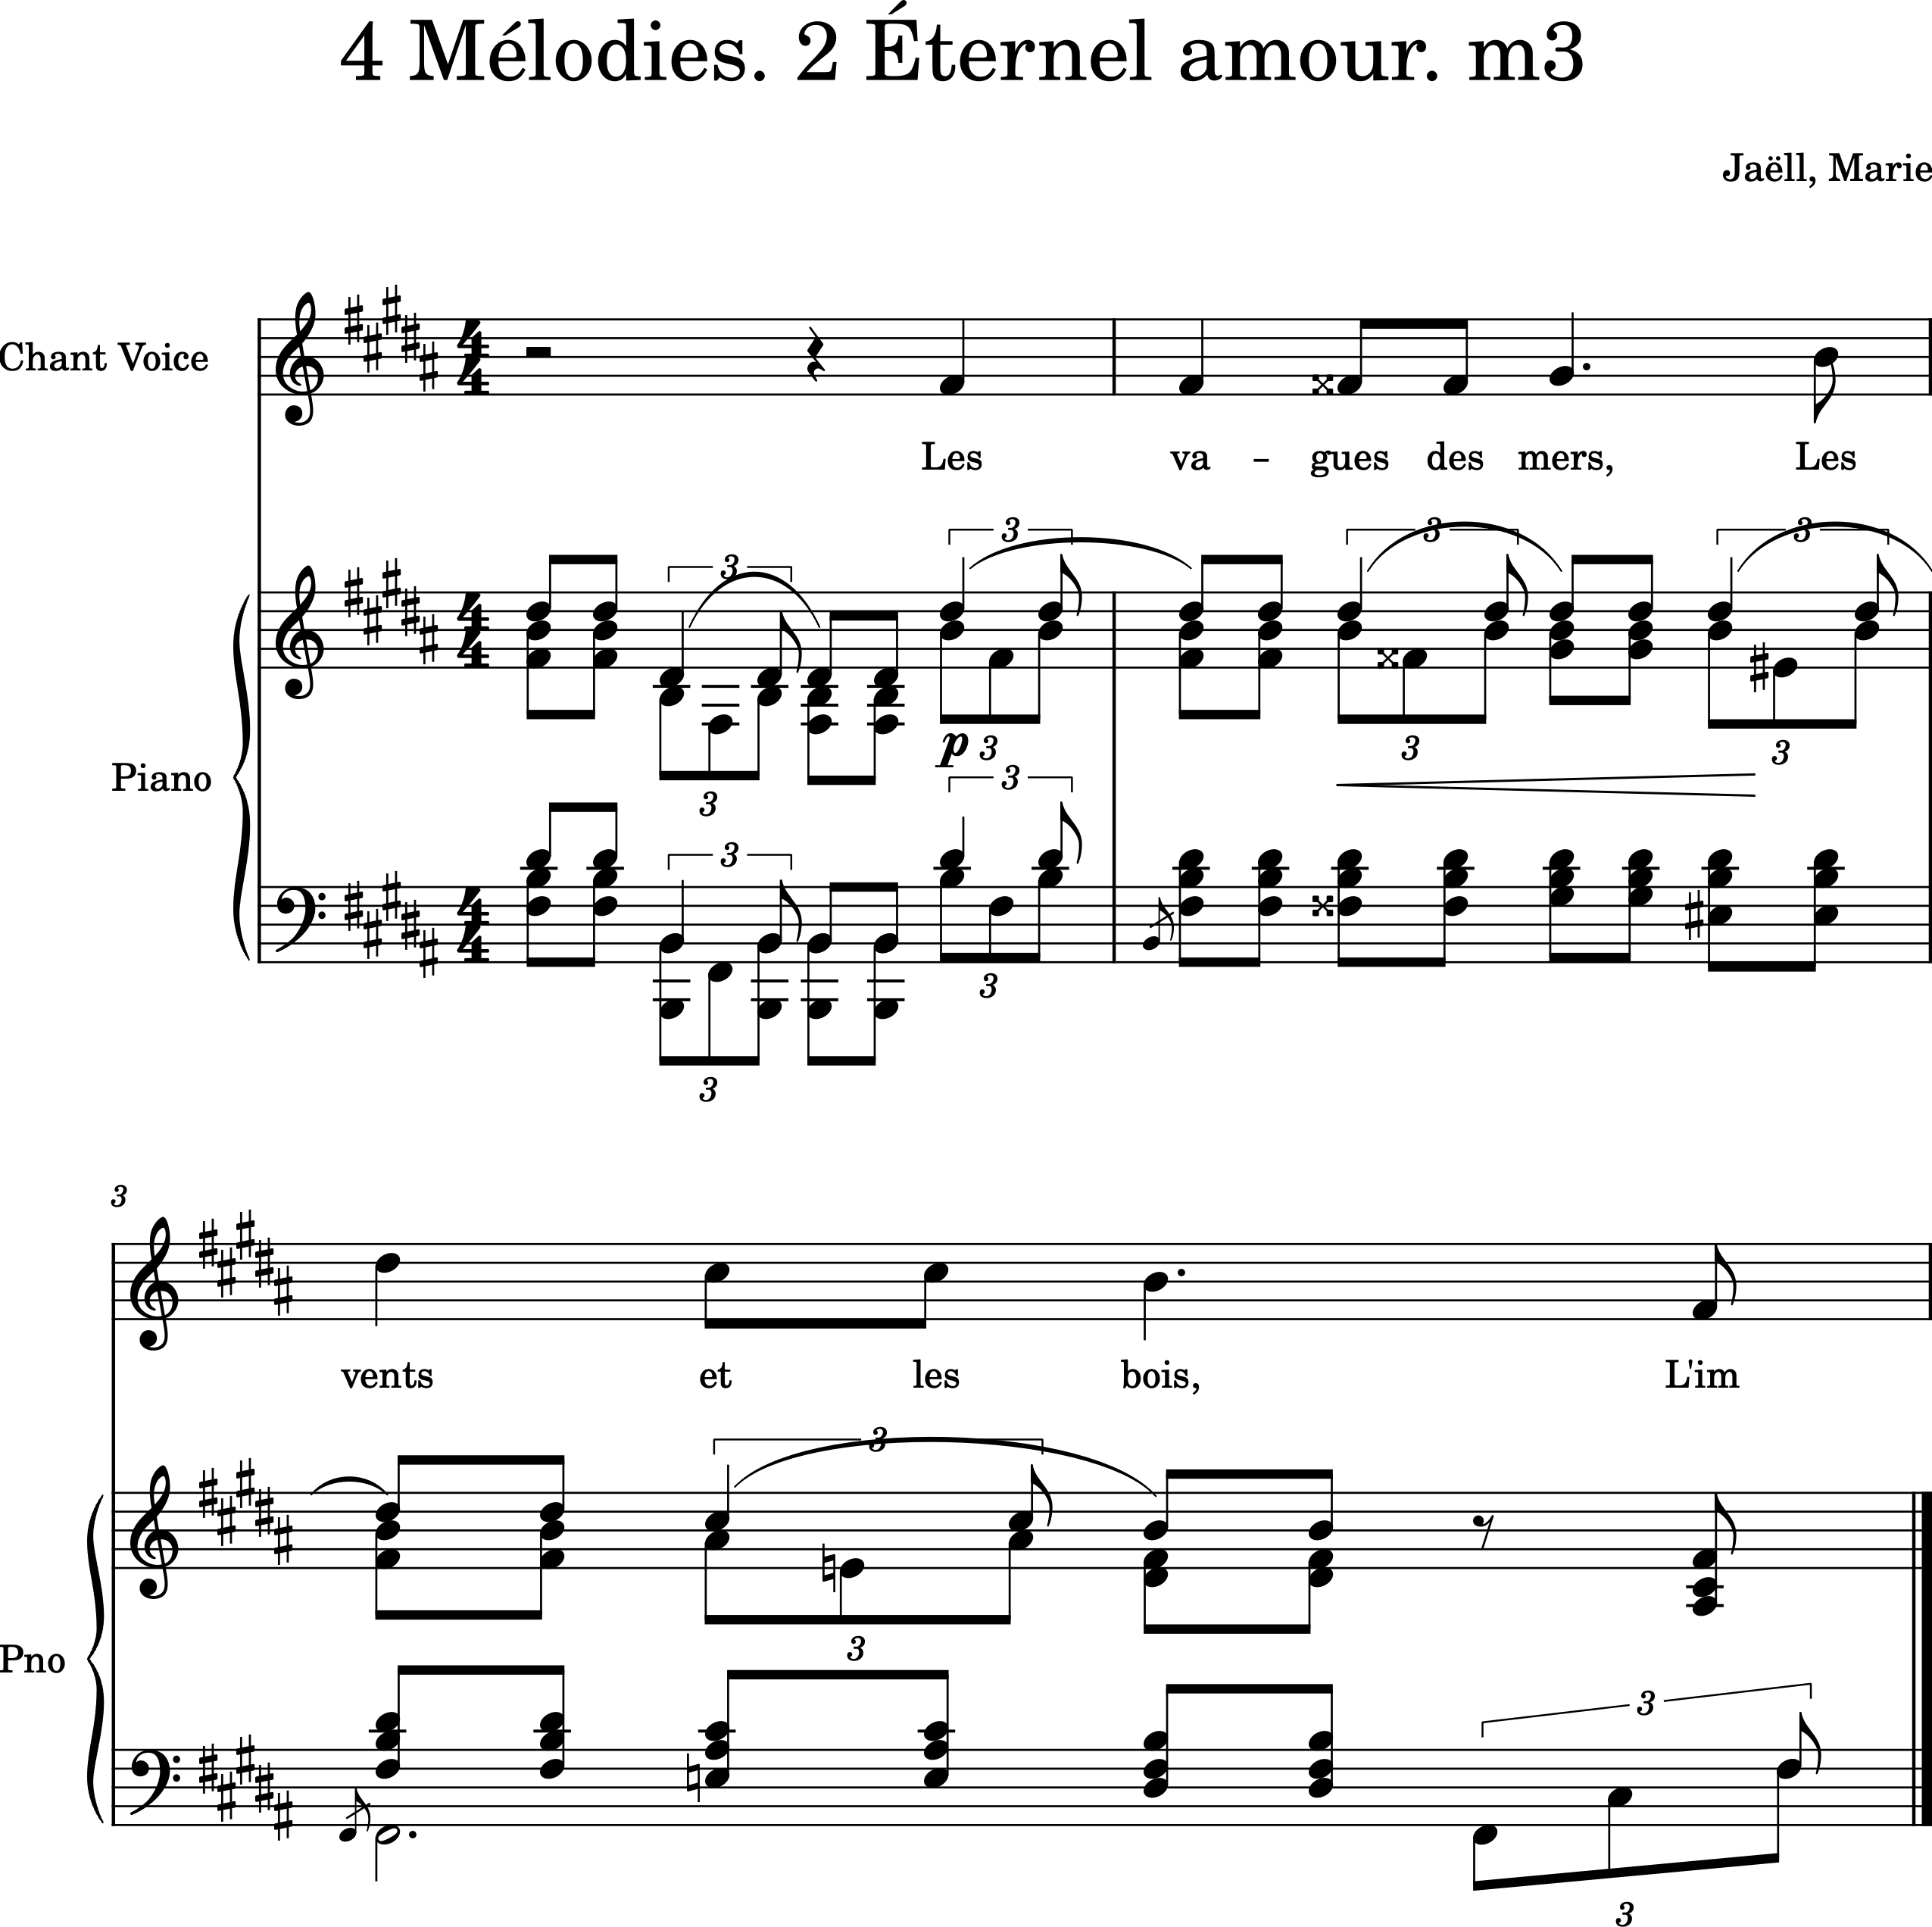 4 Mélodies. 2 Éternel amour. m3
Jaëll, Marie
Chant Voice
Les va - gues des mers, Les
3 3 3 3
Piano
p 3 3 3
3 3
3 3
3
3
3
vents et les bois, L'im
3
Pno
3
3
3